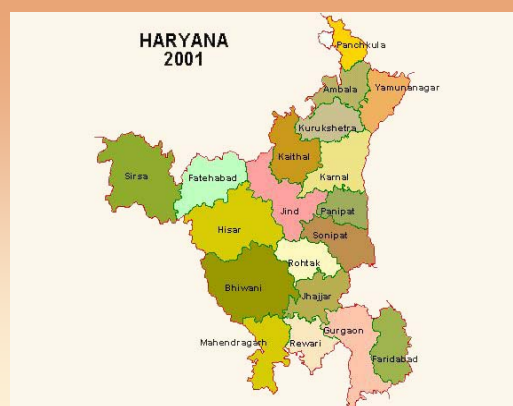 HARYANA
2001
Panchkula
Ambala
Yamunanagar
Kurukshetra
Kaithal
Karnal
Sirsa
Fatehabad
Jind
Panipat
Hisar
Sonipat
Rohtak
Bhiwani
Jhajjar
Gurgaon
Mahendragarh
Rewari
Faridabad